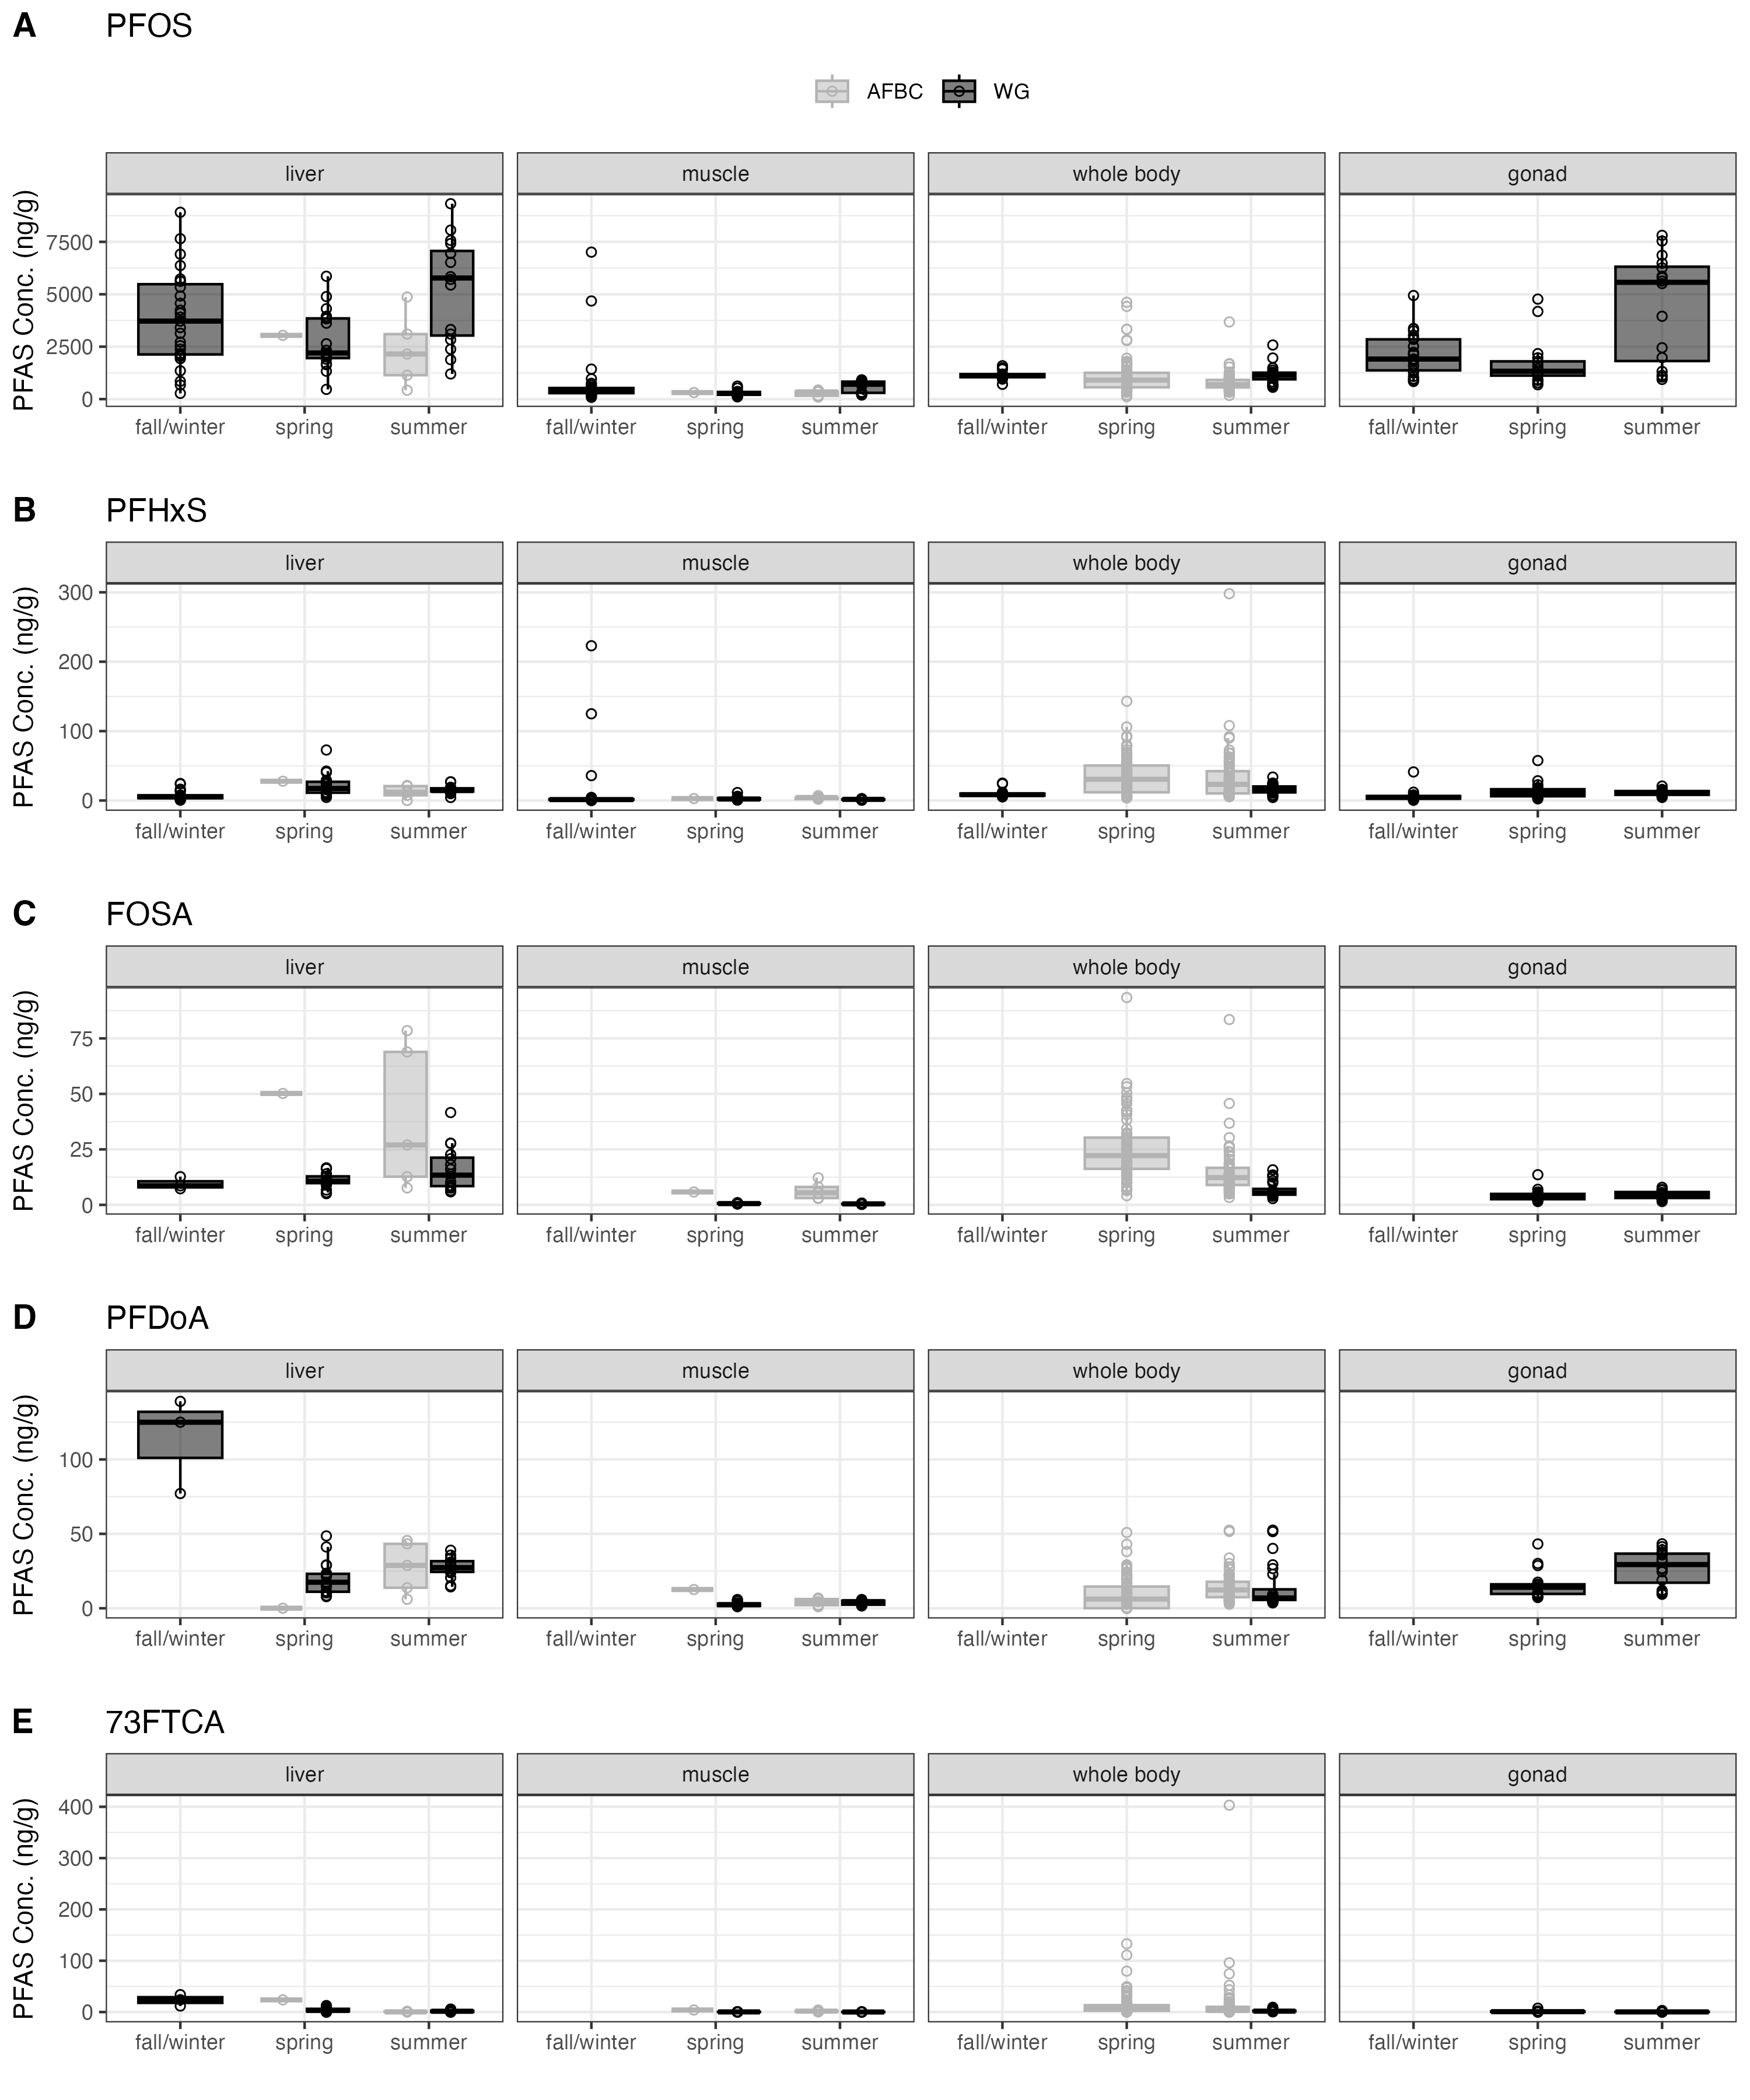 A PFOS
AFBC WG
liver muscle whole body gonad
PFAS Conc. (ng/g)
7500
5000
2500
0
fall/winter spring summer fall/winter spring summer fall/winter spring summer fall/winter spring summer
B PFHxS
liver muscle whole body gonad
PFAS Conc. (ng/g)
300
200
100
0
fall/winter spring summer fall/winter spring summer fall/winter spring summer fall/winter spring summer
C FOSA
liver muscle whole body gonad
PFAS Conc. (ng/g)
75
50
25
0
fall/winter spring summer fall/winter spring summer fall/winter spring summer fall/winter spring summer
D PFDoA
liver muscle whole body gonad
PFAS Conc. (ng/g)
100
50
0
fall/winter spring summer fall/winter spring summer fall/winter spring summer fall/winter spring summer
E 73FTCA
liver muscle whole body gonad
PFAS Conc. (ng/g)
400
300
200
100
0
fall/winter spring summer fall/winter spring summer fall/winter spring summer fall/winter spring summer